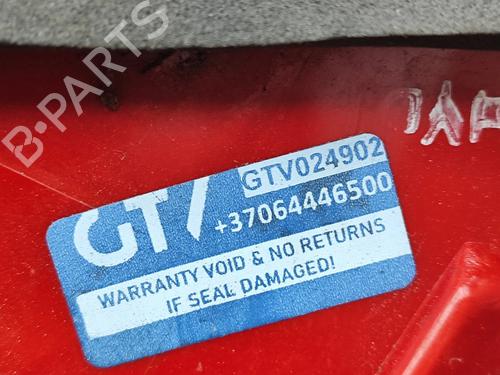 B-PARTS
GTV
GTV024902
+37064446500
WARRANTY VOID & NO RETURNS
IF SEAL DAMAGED!